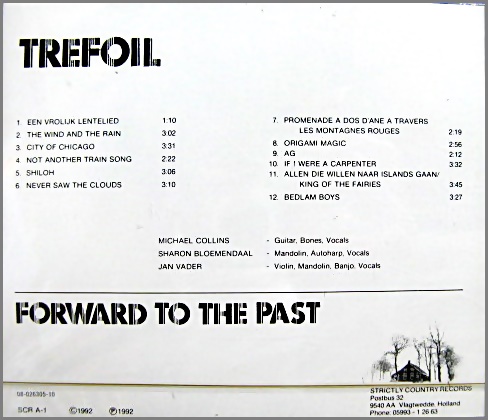 TREFOIL
1. EEN VROLIJK LENTELIED 1:10
2. THE WIND AND THE RAIN 3:02
3. CITY OF CHICAGO 3:31
4. NOT ANOTHER TRAIN SONG 2:22
5. SHILOH 3:06
6. NEVER SAW THE CLOUDS 3:10
7. PROMENADE A DOS D'ANE A TRAVERS
LES MONTAGNES ROUGES 2:19
8. ORIGAMI MAGIC 2:56
9. AG 2:12
10. IF I WERE A CARPENTER 3:32
11. ALLEN DIE WILLEN NAAR ISLANDS GAAN/
KING OF THE FAIRIES 3:45
12. BEDLAM BOYS 3:27
MICHAEL COLLINS - Guitar, Bones, Vocals
SHARON BLOEMENDAAL - Mandolin, Autoharp, Vocals
JAN VADER - Violin, Mandolin, Banjo, Vocals
FORWARD TO THE PAST
08-026305-10
SCR A-1 ©1992 ℗1992
STRICTLY COUNTRY RECORDS
Postbus 32
9540 AA Vlagtwedde, Holland
Phone: 05993 - 1 26 63